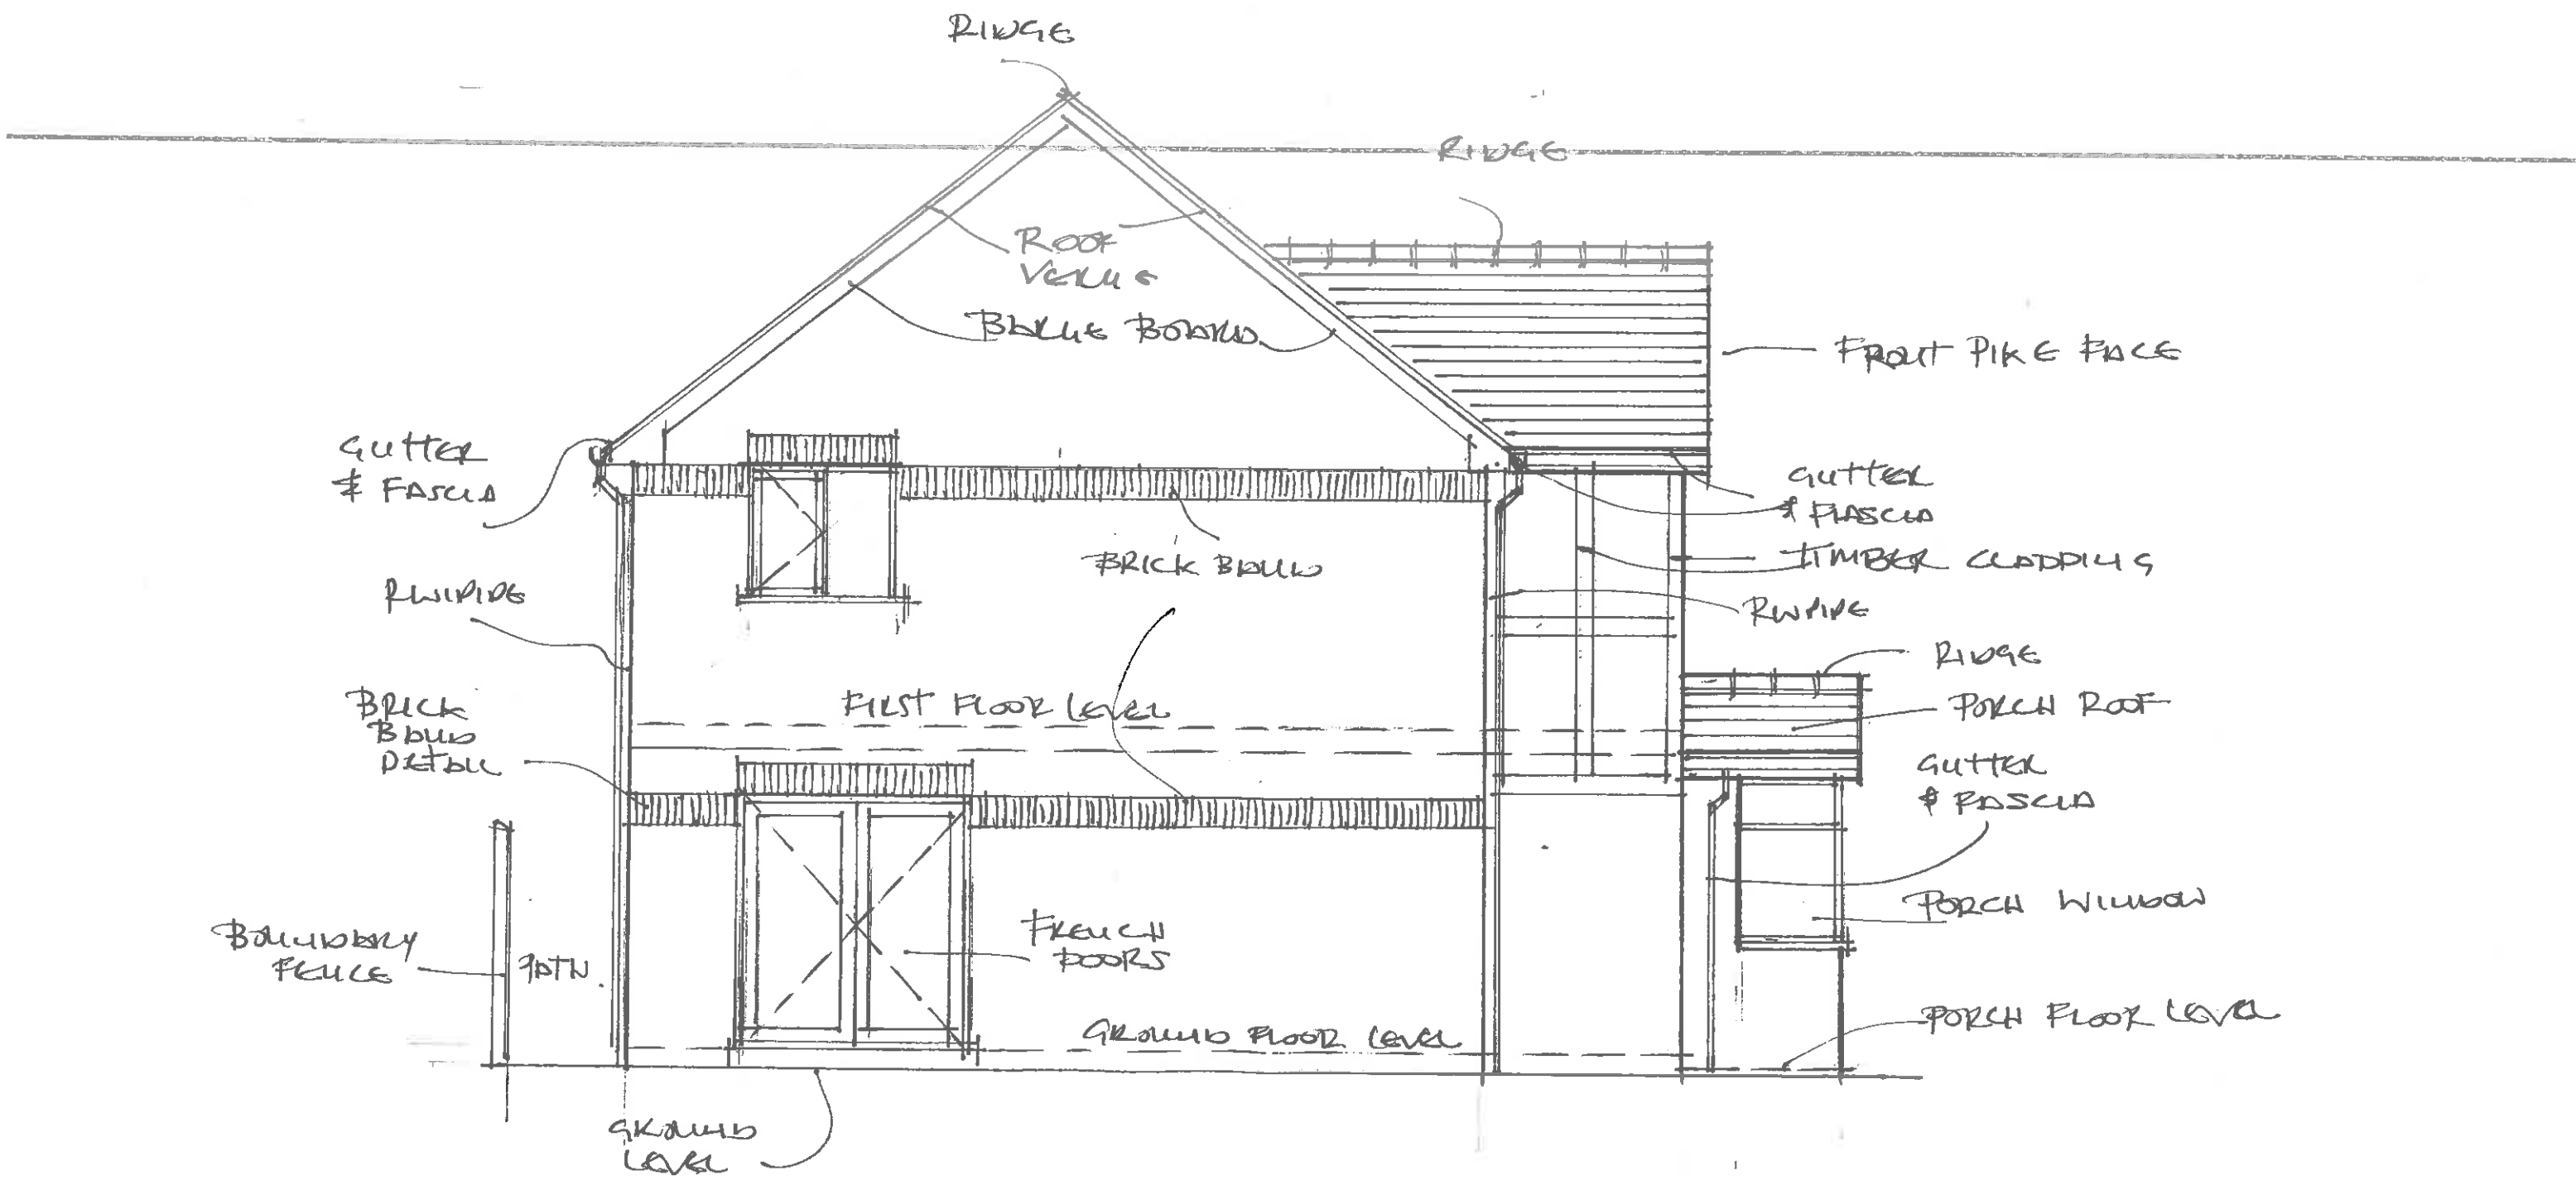 RIDGE
RIDGE
ROOF
VERGE
BARGE BOARD
FRONT PIKE FACE
GUTTER
& FASCIA
GUTTER
& FIASCIA
BRICK BAND
TIMBER CLADDING
RWPIPE
RWPIPE
RIDGE
BRICK
BAND
DETAIL
FIRST FLOOR LEVEL
PORCH ROOF
GUTTER
& FASCIA
PORCH WINDOW
BOUNDARY
FENCE
PATH
FRENCH
DOORS
PORCH FLOOR LEVEL
GROUND FLOOR LEVEL
GROUND
LEVEL